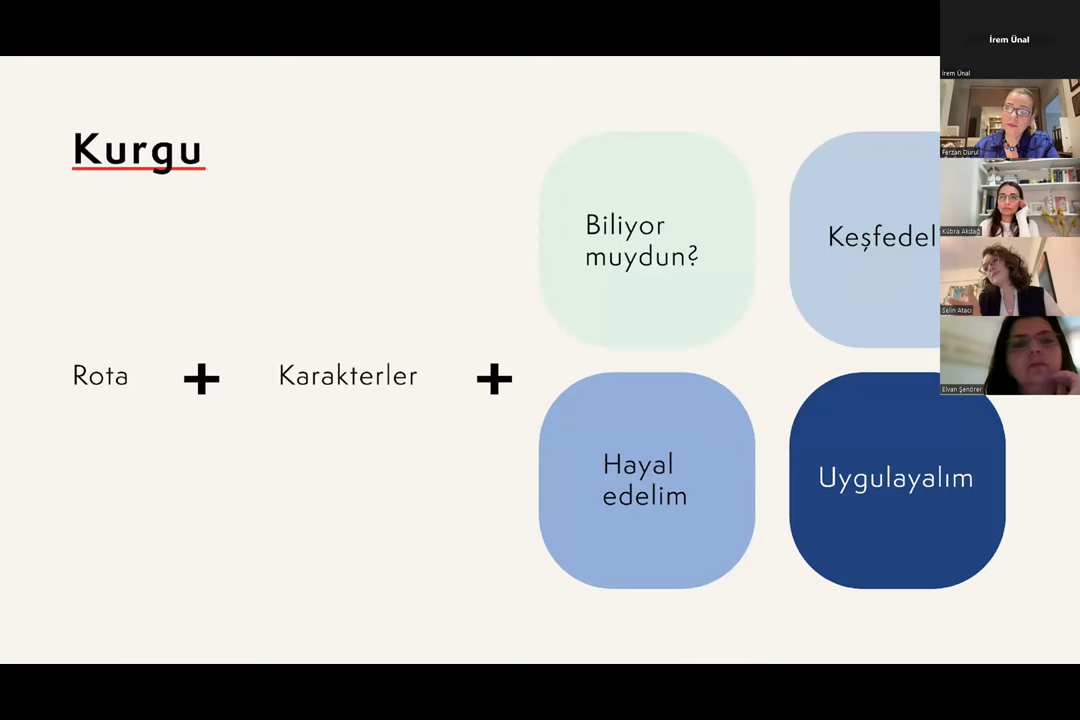 Kurgu
Rota
+
Karakterler
+
Biliyor
muydun?
Keşfedel
Hayal
edelim
Uygulayalım
İrem Ünal
İrem Ünal
Ferzan Durul
Kübra Akdağ
Selin Atacı
Elvan Şenörer